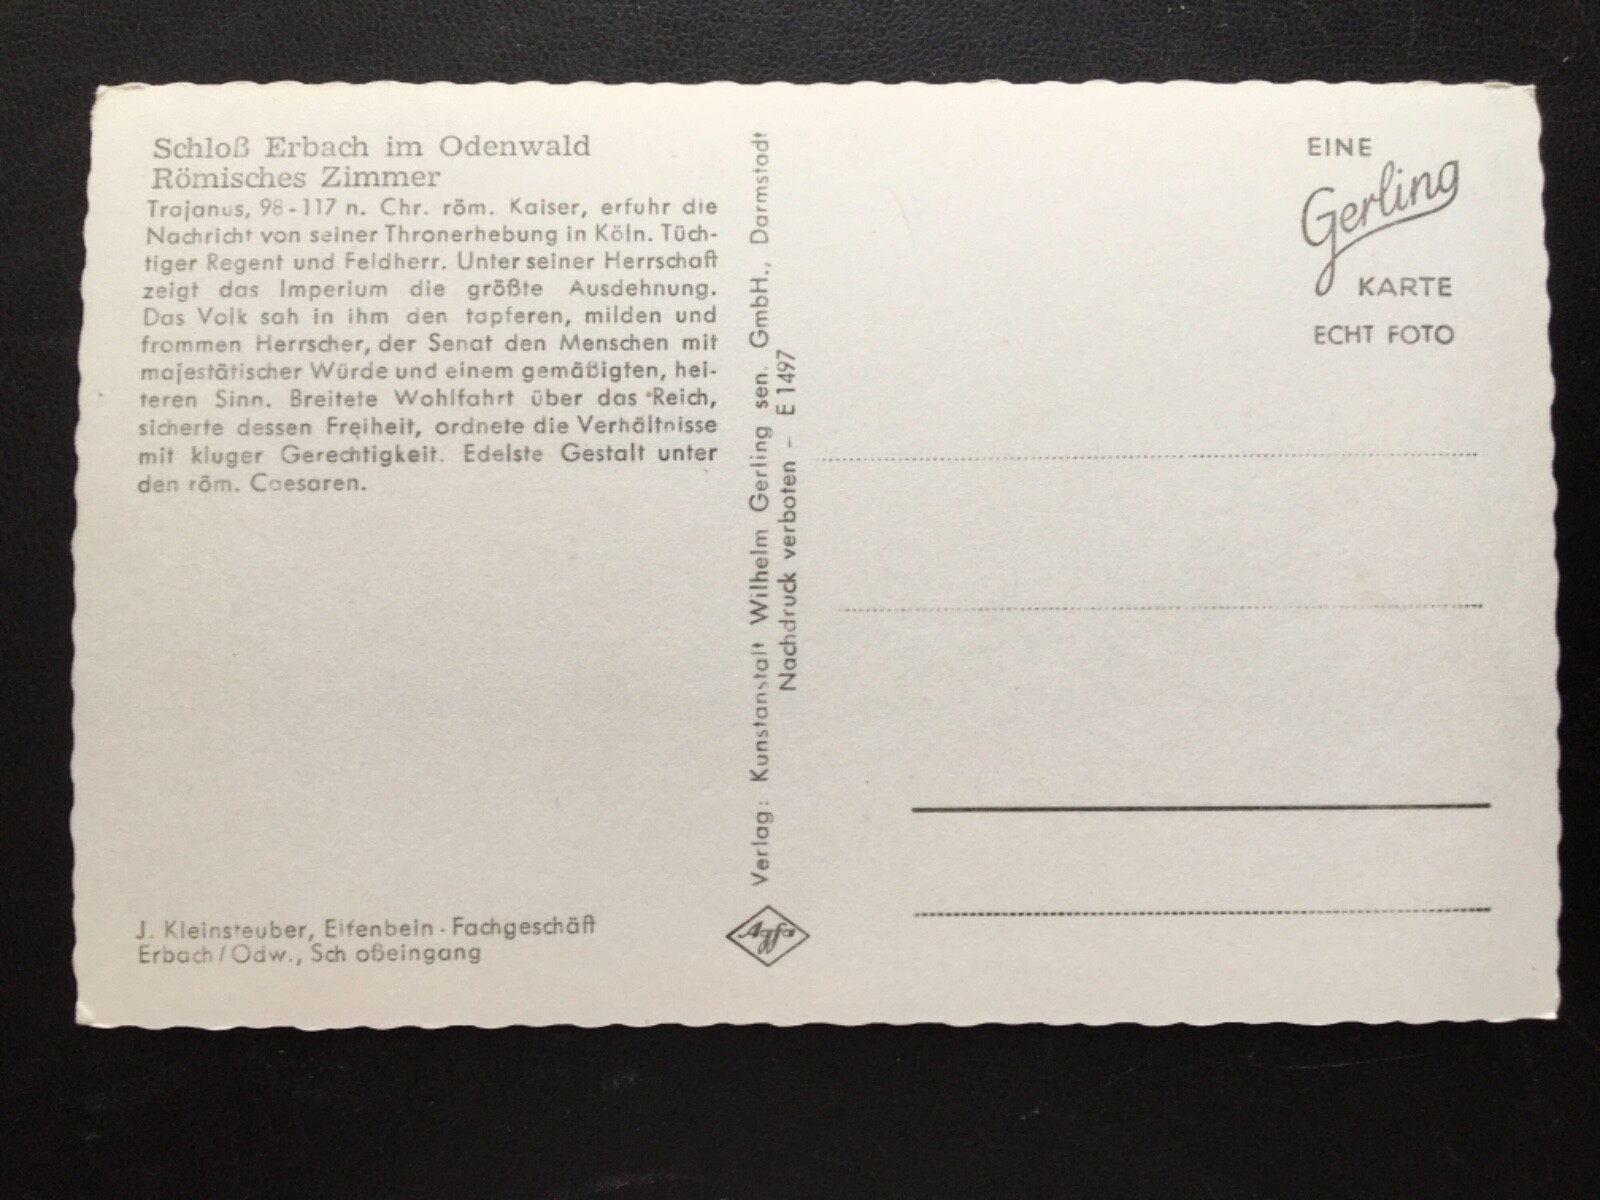 Schloß Erbach im Odenwald
Römisches Zimmer
Trajanus, 98-117 n. Chr. röm. Kaiser, erfuhr die
Nachricht von seiner Thronerhebung in Köln. Tüch-
tiger Regent und Feldherr. Unter seiner Herrschaft
zeigt das Imperium die größte Ausdehnung.
Das Volk sah in ihm den tapferen, milden und
frommen Herrscher, der Senat den Menschen mit
majestätischer Würde und einem gemäßigten, hei-
teren Sinn. Breitete Wohlfahrt über das Reich,
sicherte dessen Freiheit, ordnete die Verhältnisse
mit kluger Gerechtigkeit. Edelste Gestalt unter
den röm. Caesaren.
J. Kleinsteuber, Elfenbein-Fachgeschäft
Erbach/Odw., Sch oßeingang
Verlag: Kunstanstalt Wilhelm Gerling sen. GmbH., Darmstadt
Nachdruck verboten - E 1497
Agfa
EINE
Gerling
KARTE
ECHT FOTO